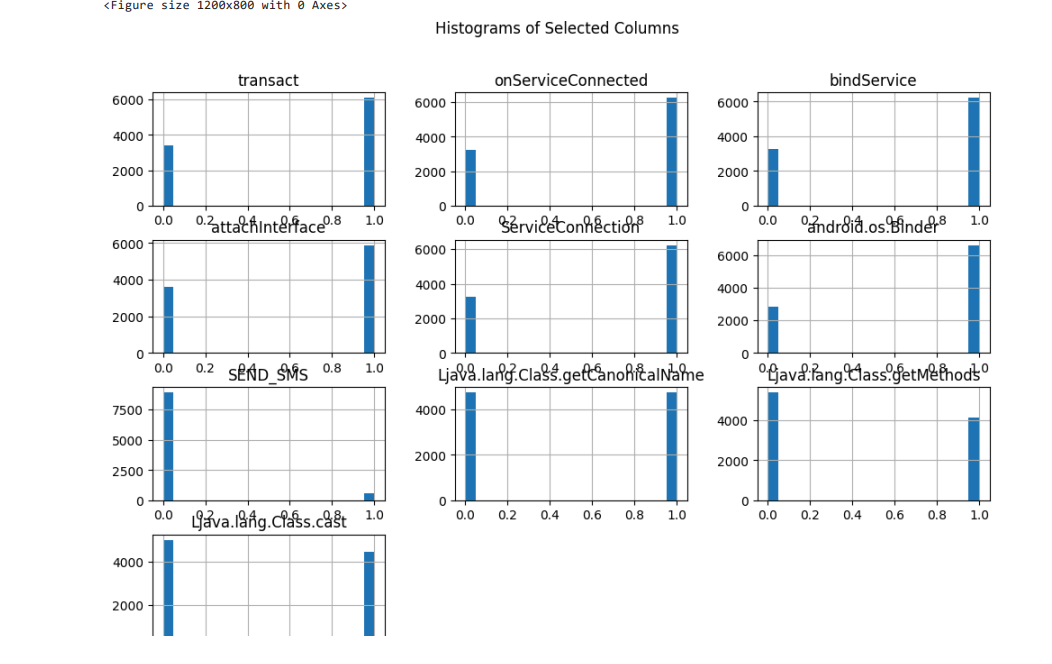 <Figure size 1200x800 with 0 Axes>
Histograms of Selected Columns
transact onServiceConnected bindService
6000 6000 6000
4000 4000 4000
2000 2000 2000
0 0 0
0.0 0.2 0.4 0.6 0.8 1.0 0.0 0.2 0.4 0.6 0.8 1.0 0.0 0.2 0.4 0.6 0.8 1.0
attachInterface ServiceConnection android.os.Binder
6000 6000 6000
4000 4000 4000
2000 2000 2000
0 0 0
0.0 0.2 0.4 0.6 0.8 1.0 0.0 0.2 0.4 0.6 0.8 1.0 0.0 0.2 0.4 0.6 0.8 1.0
SEND_SMS Ljava.lang.Class.getCanonicalName Ljava.lang.Class.getMethods
7500 4000 4000
5000 2000 2000
2500
0 0 0
0.0 0.2 0.4 0.6 0.8 1.0 0.0 0.2 0.4 0.6 0.8 1.0 0.0 0.2 0.4 0.6 0.8 1.0
Ljava.lang.Class.cast
4000
2000